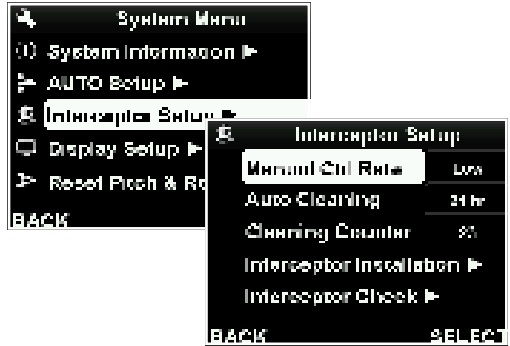 System Menu
System Information
AUTO Setup
Interceptor Setup
Display Setup
Reset Pitch & Ro
BACK
Interceptor Setup
Manual Ctrl Rate Low
Auto Cleaning 24 hr
Cleaning Counter
Interceptor Installation
Interceptor Check
BACK SELECT